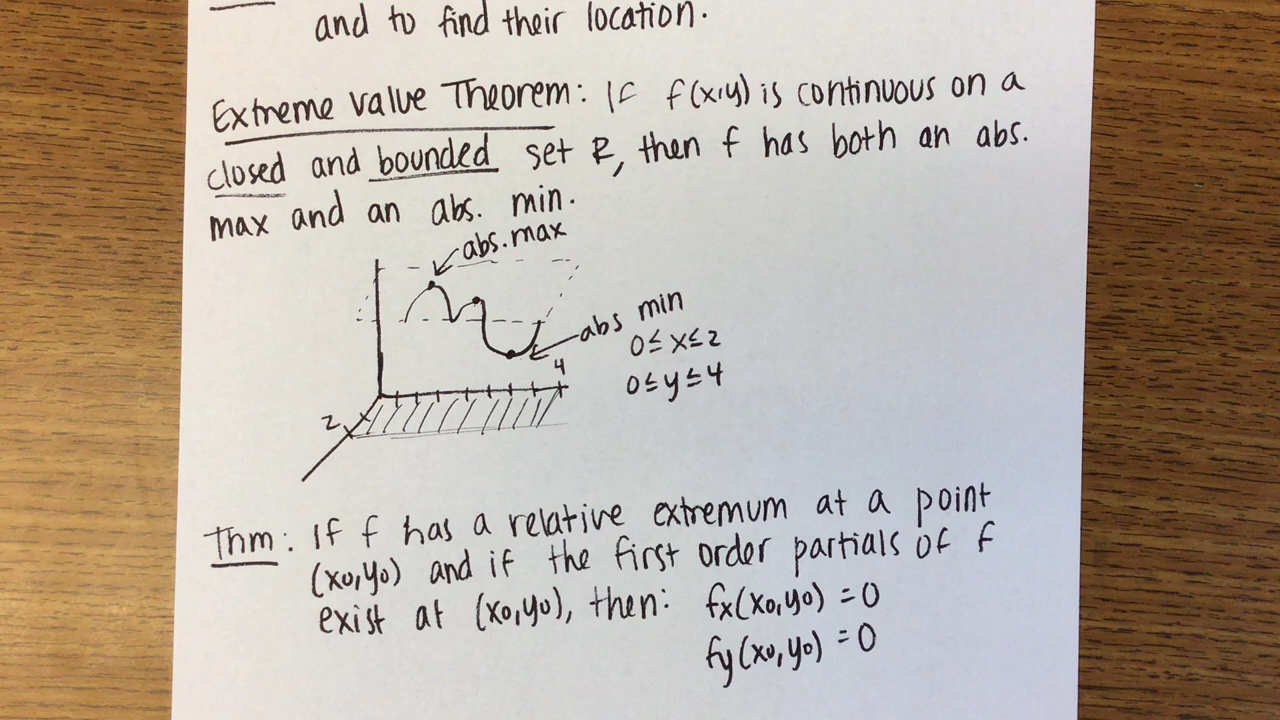 and to find their location.
Extreme Value Theorem: If f(x,y) is continuous on a
closed and bounded set R, then f has both an abs.
max and an abs. min.
abs. max
abs min
0≤x≤2
0≤y≤4
4
2
Thm: If f has a relative extremum at a point
(x0,y0) and if the first order partials of f
exist at (x0,y0), then: fx(x0,y0) = 0
fy(x0,y0) = 0